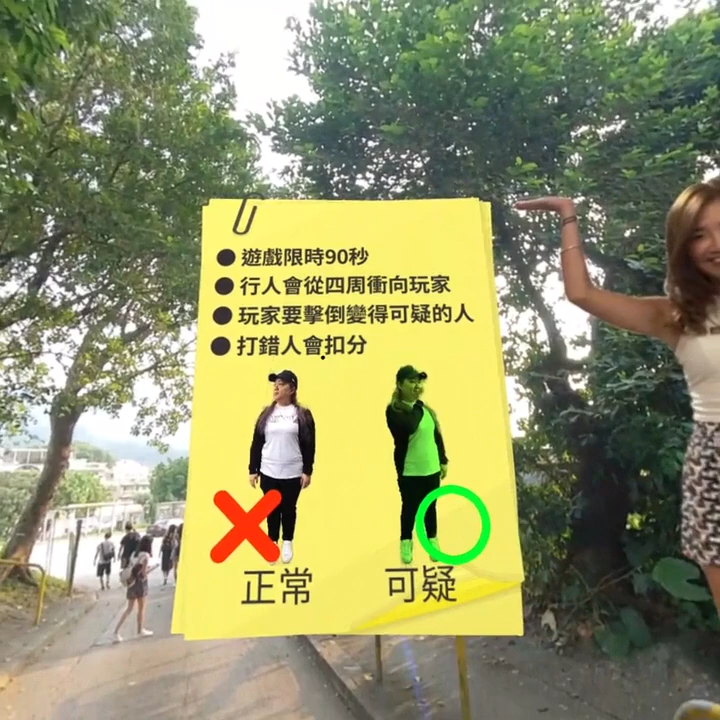 ● 遊戲限時90秒
● 行人會從四周衝向玩家
● 玩家要擊倒變得可疑的人
● 打錯人會扣分
正常 可疑